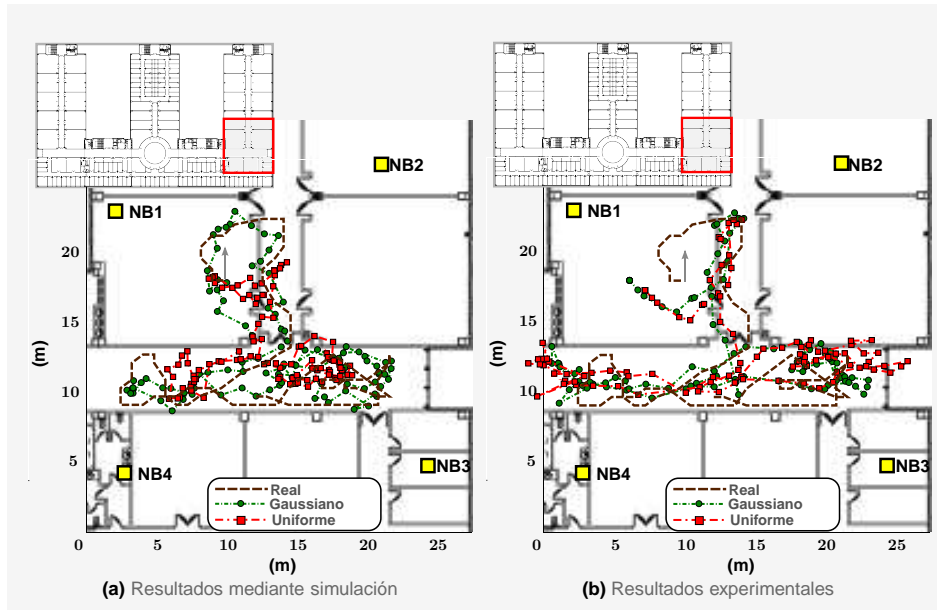 NB2
NB1
20
15
(m)
10
5
NB4
NB3
Real
Gaussiano
Uniforme
0 5 10 15 20 25
(m)
(a) Resultados mediante simulación
NB2
NB1
20
15
(m)
10
5
NB4
NB3
Real
Gaussiano
Uniforme
0 5 10 15 20 25
(m)
(b) Resultados experimentales